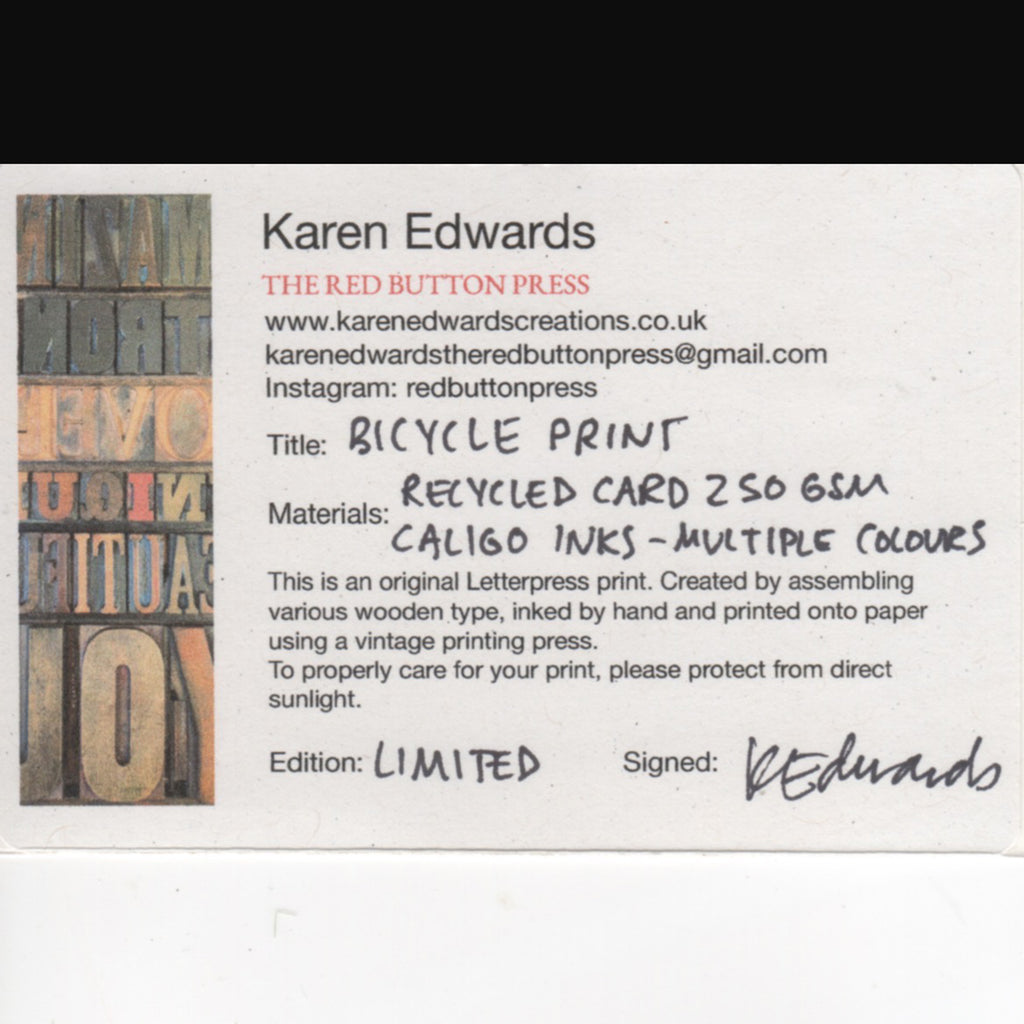 Karen Edwards
THE RED BUTTON PRESS
www.karenedwardscreations.co.uk
karenedwardstheredbuttonpress@gmail.com
Instagram: redbuttonpress
Title: BICYCLE PRINT
Materials: RECYCLED CARD 250 GSM
CALIGO INKS - MULTIPLE COLOURS
This is an original Letterpress print. Created by assembling
various wooden type, inked by hand and printed onto paper
using a vintage printing press.
To properly care for your print, please protect from direct
sunlight.
Edition: LIMITED Signed: KEdwards